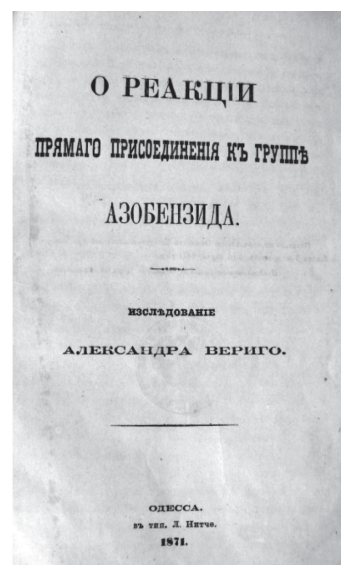 О РЕАКЦІИ
ПРЯМАГО ПРИСОЕДИНЕНІЯ КЪ ГРУППѢ
АЗОБЕНЗИДА.
ИЗСЛѢДОВАНІЕ
АЛЕКСАНДРА ВЕРИГО.
ОДЕССА.
въ тип. Л. Нитче.
1871.